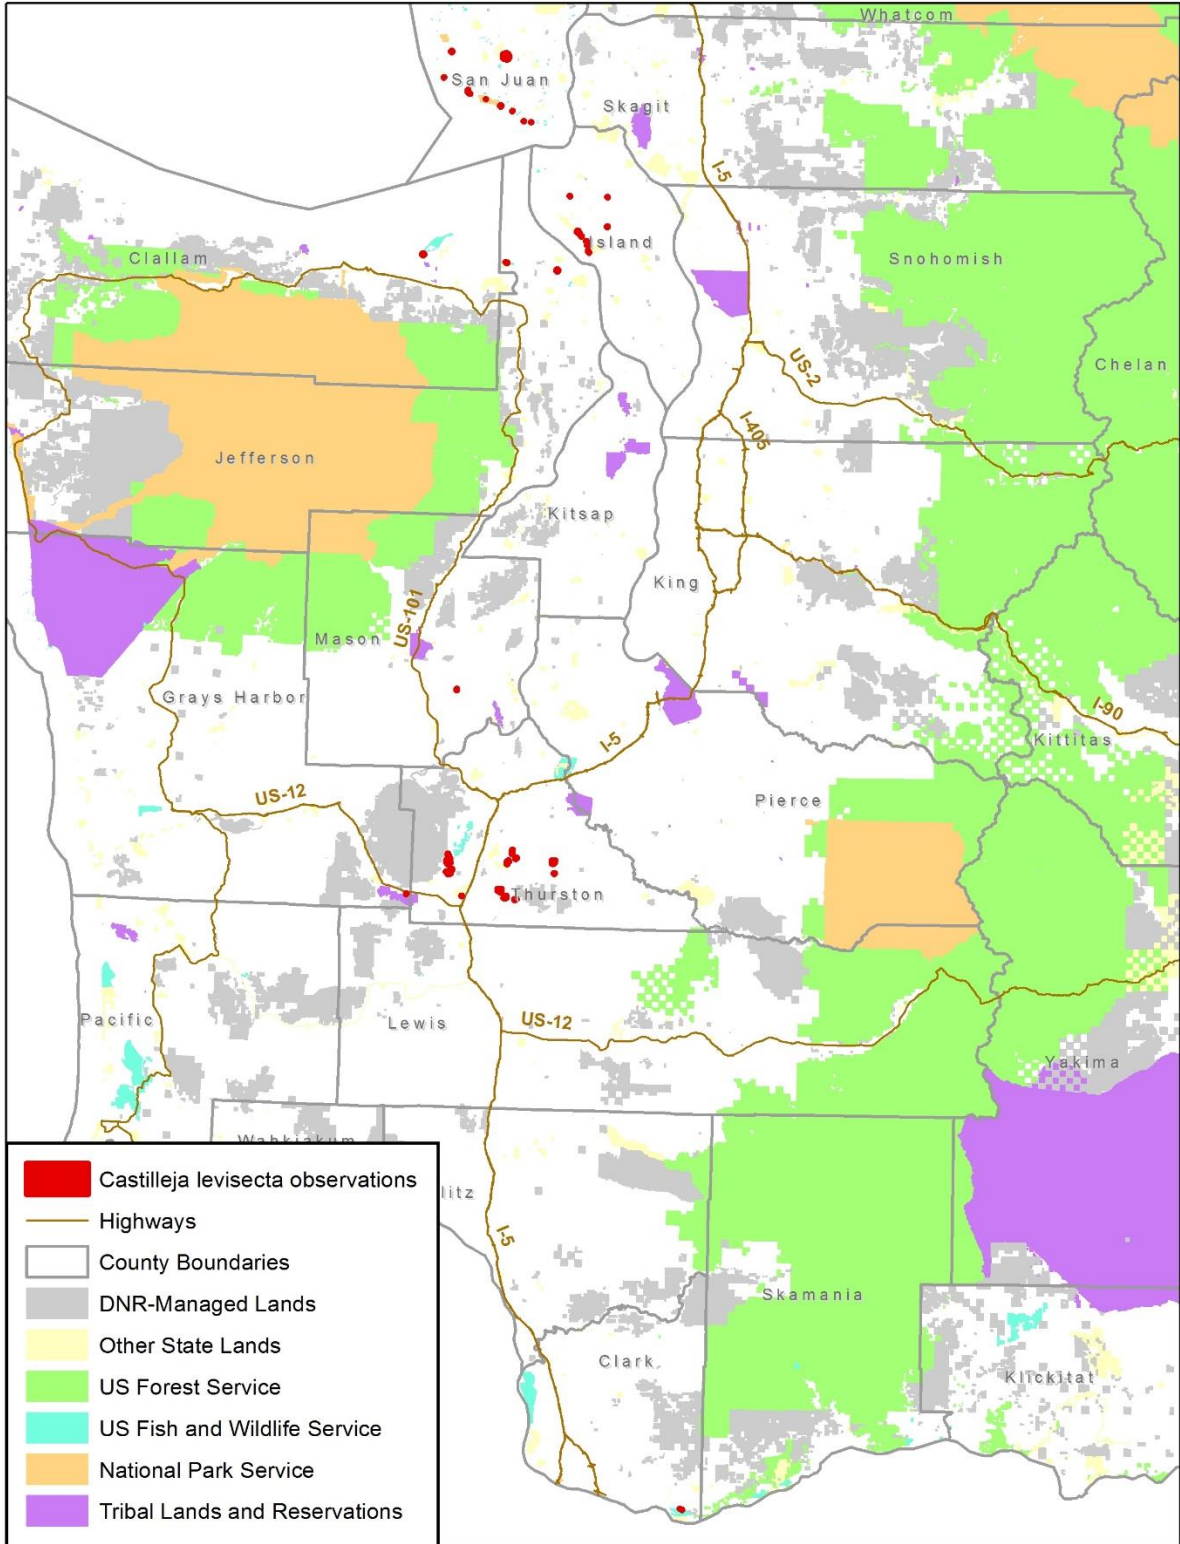 Whatcom
San Juan
Skagit
I-5
Island
Clallam
Snohomish
US-2
Chelan
I-405
Jefferson
Kitsap
King
US-101
Mason
Grays Harbor
I-90
Kittitas
I-5
US-12
Pierce
Thurston
Pacific
Lewis
US-12
Yakima
Wahkiakum
litz
I-5
Skamania
Clark
Klickitat
Castilleja levisecta observations
Highways
County Boundaries
DNR-Managed Lands
Other State Lands
US Forest Service
US Fish and Wildlife Service
National Park Service
Tribal Lands and Reservations